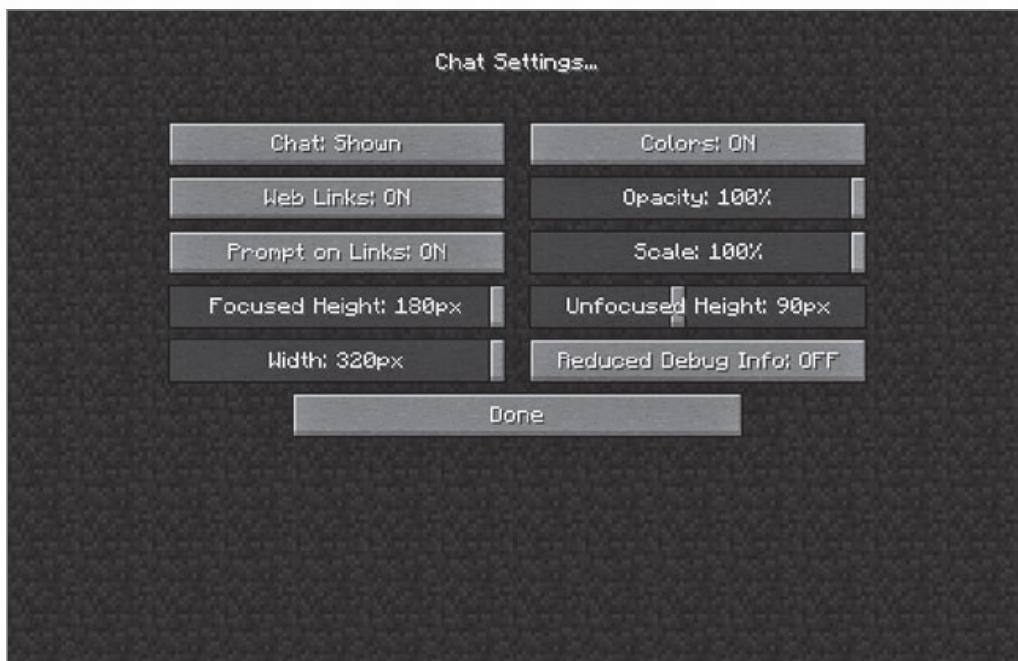 Chat Settings...
Chat: Shown
Colors: ON
Web Links: ON
Opacity: 100%
Prompt on Links: ON
Scale: 100%
Focused Height: 180px
Unfocused Height: 90px
Width: 320px
Reduced Debug Info: OFF
Done